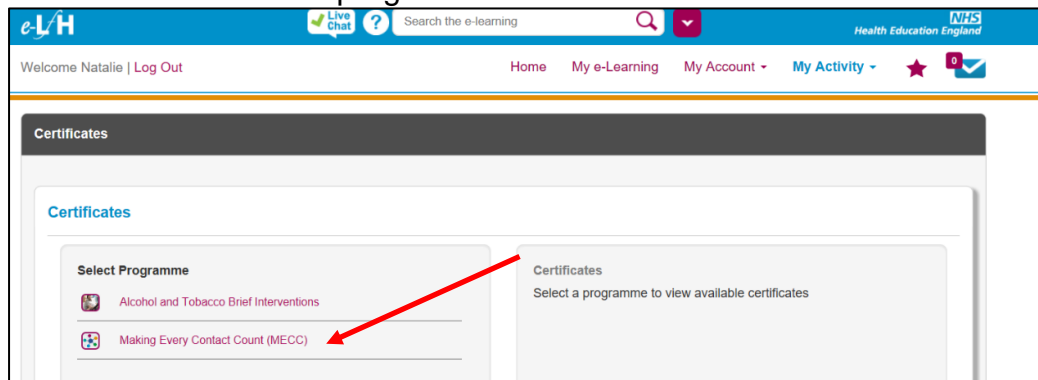 e-LfH Live Chat ? Search the e-learning NHS
Health Education England
Welcome Natalie | Log Out Home My e-Learning My Account My Activity 0
Certificates
Certificates
Select Programme
Alcohol and Tobacco Brief Interventions
Making Every Contact Count (MECC)
Certificates
Select a programme to view available certificates